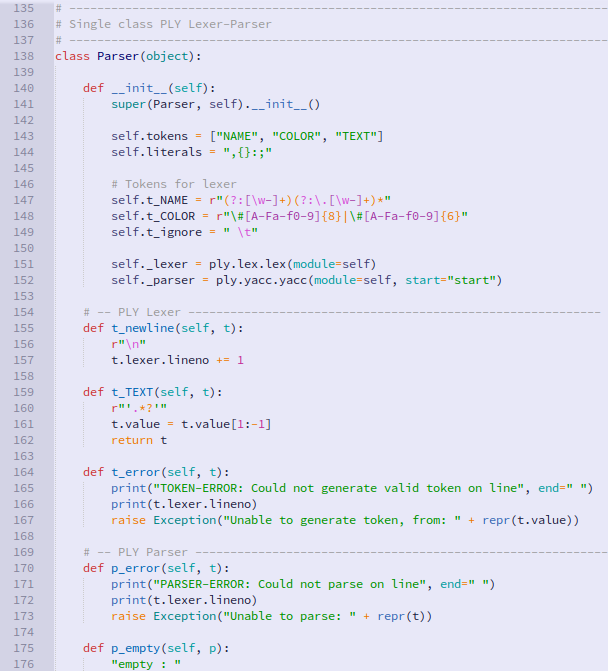 135 # -----------------------------------------------------------------------------
136 # Single class PLY Lexer-Parser
137 # -----------------------------------------------------------------------------
138 class Parser(object):
139
140     def __init__(self):
141         super(Parser, self).__init__()
142
143         self.tokens = ["NAME", "COLOR", "TEXT"]
144         self.literals = ",{}:;"
145
146         # Tokens for lexer
147         self.t_NAME = r"(?:[\w-]+)(?:\.[\w-]+)*"
148         self.t_COLOR = r"\#[A-Fa-f0-9]{8}|\#[A-Fa-f0-9]{6}"
149         self.t_ignore = " \t"
150
151         self._lexer = ply.lex.lex(module=self)
152         self._parser = ply.yacc.yacc(module=self, start="start")
153
154     # -- PLY Lexer -----------------------------------------------------------
155     def t_newline(self, t):
156         r"\n"
157         t.lexer.lineno += 1
158
159     def t_TEXT(self, t):
160         r"'.*?'"
161         t.value = t.value[1:-1]
162         return t
163
164     def t_error(self, t):
165         print("TOKEN-ERROR: Could not generate valid token on line", end=" ")
166         print(t.lexer.lineno)
167         raise Exception("Unable to generate token, from: " + repr(t.value))
168
169     # -- PLY Parser -----------------------------------------------------------
170     def p_error(self, t):
171         print("PARSER-ERROR: Could not parse on line", end=" ")
172         print(t.lexer.lineno)
173         raise Exception("Unable to parse: " + repr(t))
174
175     def p_empty(self, p):
176         "empty : "